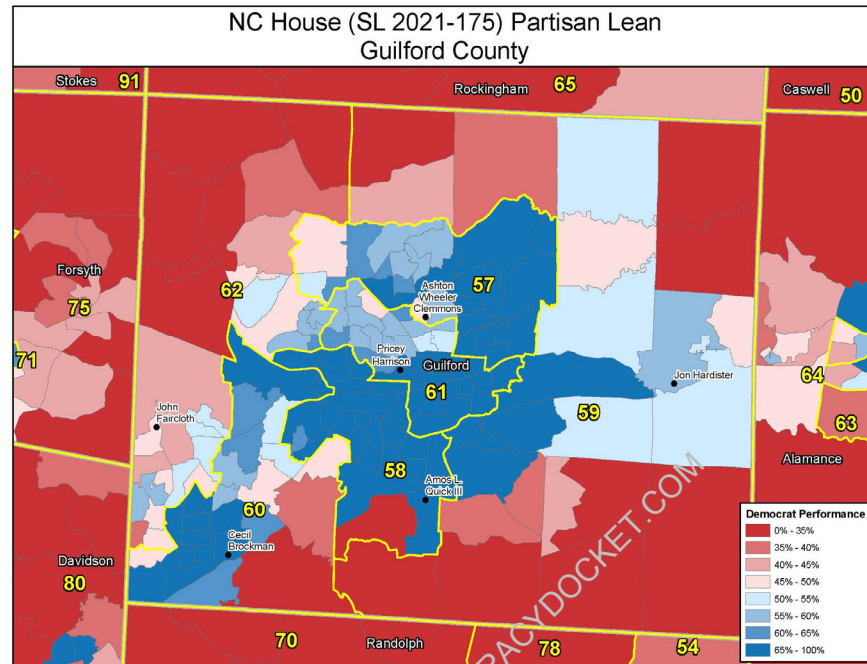 NC House (SL 2021-175) Partisan Lean
Guilford County
Stokes
91
Rockingham
65
Caswell
50
Forsyth
75
62
57
Ashton
Wheeler
Clemmons
71
Pricey
Harrison
Guilford
61
Jon Hardister
64
John
Faircloth
59
63
58
Alamance
60
Amos L.
Quick III
Cecil
Brockman
Davidson
80
70
Randolph
78
54
RACYDOCKET.COM
Democrat Performance
0% - 35%
35% - 40%
40% - 45%
45% - 50%
50% - 55%
55% - 60%
60% - 65%
65% - 100%